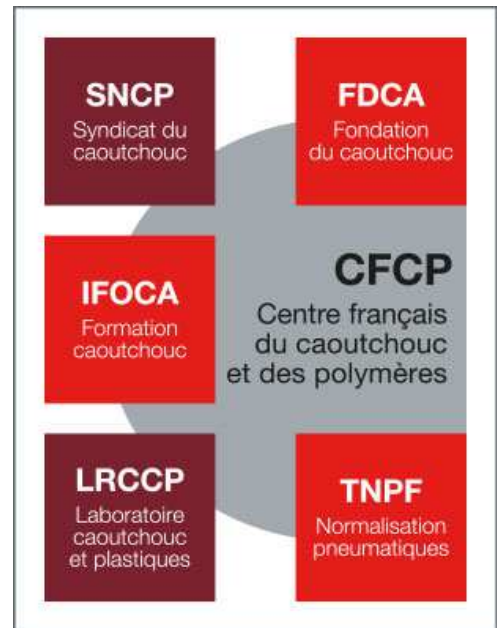 SNCP
Syndicat du
caoutchouc
FDCA
Fondation
du caoutchouc
IFOCA
Formation
caoutchouc
CFCP
Centre français
du caoutchouc
et des polymères
LRCCP
Laboratoire
caoutchouc
et plastiques
TNPF
Normalisation
pneumatiques